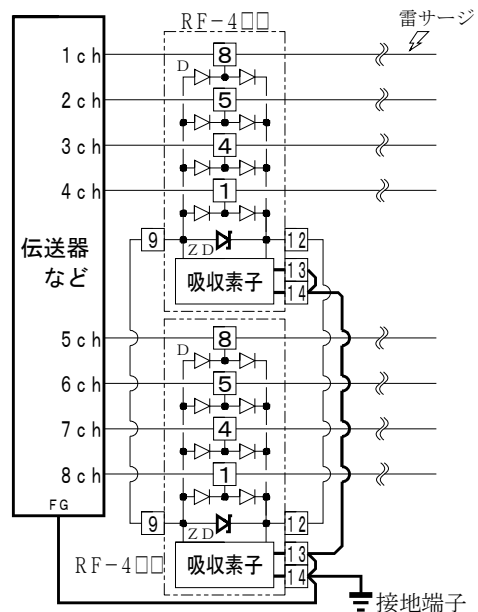 RF-4□□
雷サージ
1ch
8
D
2ch
5
3ch
4
4ch
1
伝送器
など
9
ZD
12
吸収素子
13
14
5ch
8
D
6ch
5
7ch
4
8ch
1
FG
9
ZD
12
RF-4□□
吸収素子
13
14
接地端子